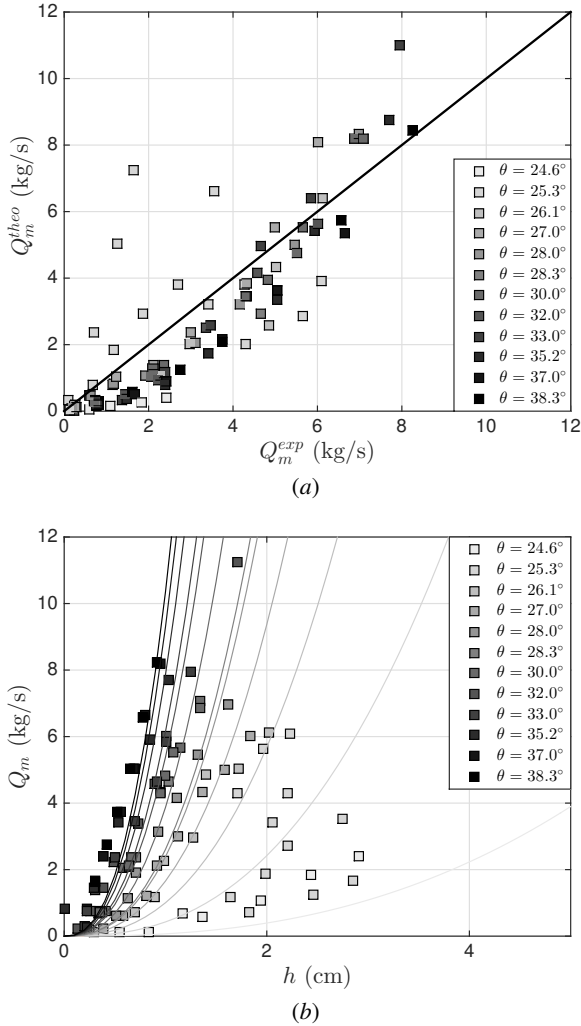 12
10
8
6
4
2
0
Q_m^{theo} (kg/s)
θ = 24.6°
θ = 25.3°
θ = 26.1°
θ = 27.0°
θ = 28.0°
θ = 28.3°
θ = 30.0°
θ = 32.0°
θ = 33.0°
θ = 35.2°
θ = 37.0°
θ = 38.3°
0 2 4 6 8 10 12
Q_m^{exp} (kg/s)
(a)
12
10
8
6
4
2
0
Q_m (kg/s)
θ = 24.6°
θ = 25.3°
θ = 26.1°
θ = 27.0°
θ = 28.0°
θ = 28.3°
θ = 30.0°
θ = 32.0°
θ = 33.0°
θ = 35.2°
θ = 37.0°
θ = 38.3°
0 2 4
h (cm)
(b)